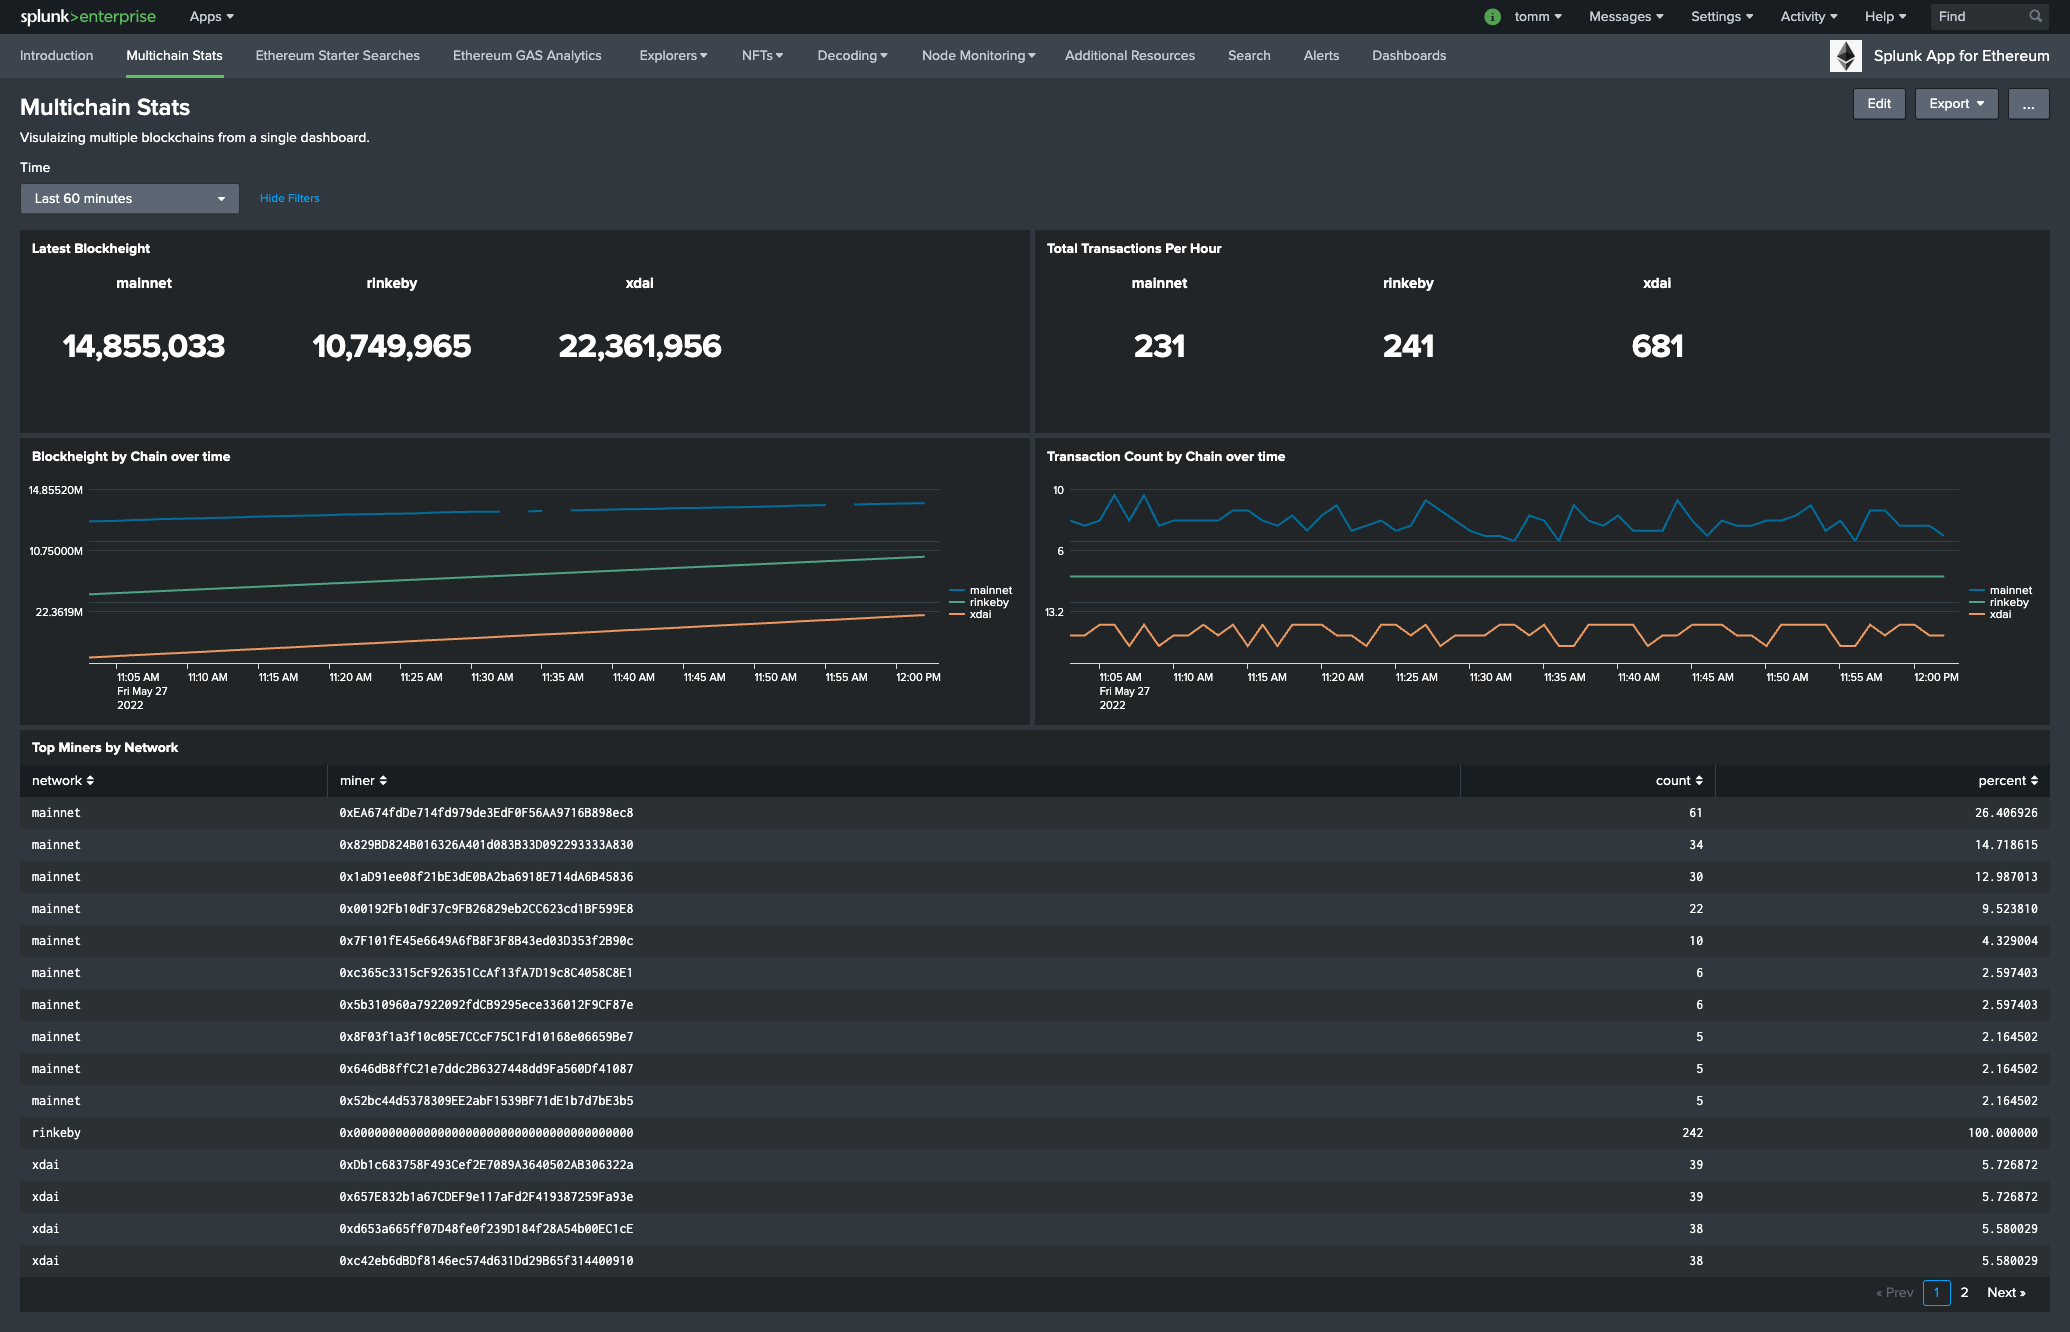 splunk>enterprise Apps tomm Messages Settings Activity Help Find
Introduction Multichain Stats Ethereum Starter Searches Ethereum GAS Analytics Explorers NFTs Decoding Node Monitoring Additional Resources Search Alerts Dashboards Splunk App for Ethereum
Multichain Stats
Edit Export ...
Visulaizing multiple blockchains from a single dashboard.
Time
Last 60 minutes Hide Filters
Latest Blockheight
mainnet rinkeby xdai
14,855,033 10,749,965 22,361,956
Total Transactions Per Hour
mainnet rinkeby xdai
231 241 681
Blockheight by Chain over time
14.85520M
10.75000M
22.3619M
mainnet
rinkeby
xdai
11:05 AM 11:10 AM 11:15 AM 11:20 AM 11:25 AM 11:30 AM 11:35 AM 11:40 AM 11:45 AM 11:50 AM 11:55 AM 12:00 PM
Fri May 27
2022
Transaction Count by Chain over time
10
6
13.2
mainnet
rinkeby
xdai
11:05 AM 11:10 AM 11:15 AM 11:20 AM 11:25 AM 11:30 AM 11:35 AM 11:40 AM 11:45 AM 11:50 AM 11:55 AM 12:00 PM
Fri May 27
2022
Top Miners by Network
network miner count percent
mainnet 0xEA674fdDe714fd979de3EdF0F56AA9716B898ec8 61 26.406926
mainnet 0x829BD824B016326A401d083B33D092293333A830 34 14.718615
mainnet 0x1aD91ee08f21bE3dE0BA2ba6918E714dA6B45836 30 12.987013
mainnet 0x00192Fb10dF37c9FB26829eb2CC623cd1BF599E8 22 9.523810
mainnet 0x7F101fE45e6649A6fB8F3F8B43ed03D353f2B90c 10 4.329004
mainnet 0xc365c3315cF926351CcAf13fA7D19c8C4058C8E1 6 2.597403
mainnet 0x5b310960a7922092fdCB9295ece336012F9CF87e 6 2.597403
mainnet 0x8F03f1a3f10c05E7CCcF75C1Fd10168e06659Be7 5 2.164502
mainnet 0x646dB8ffC21e7ddc2B6327448dd9Fa560Df41087 5 2.164502
mainnet 0x52bc44d5378309EE2abF1539BF71dE1b7d7bE3b5 5 2.164502
rinkeby 0x0000000000000000000000000000000000000000 242 100.000000
xdai 0xDb1c683758F493Cef2E7089A3640502AB306322a 39 5.726872
xdai 0x657E832b1a67CDEF9e117aFd2F419387259Fa93e 39 5.726872
xdai 0xd653a665ff07D48fe0f239D184f28A54b00EC1cE 38 5.580029
xdai 0xc42eb6dBDf8146ec574d631Dd29B65f314400910 38 5.580029
« Prev 1 2 Next »